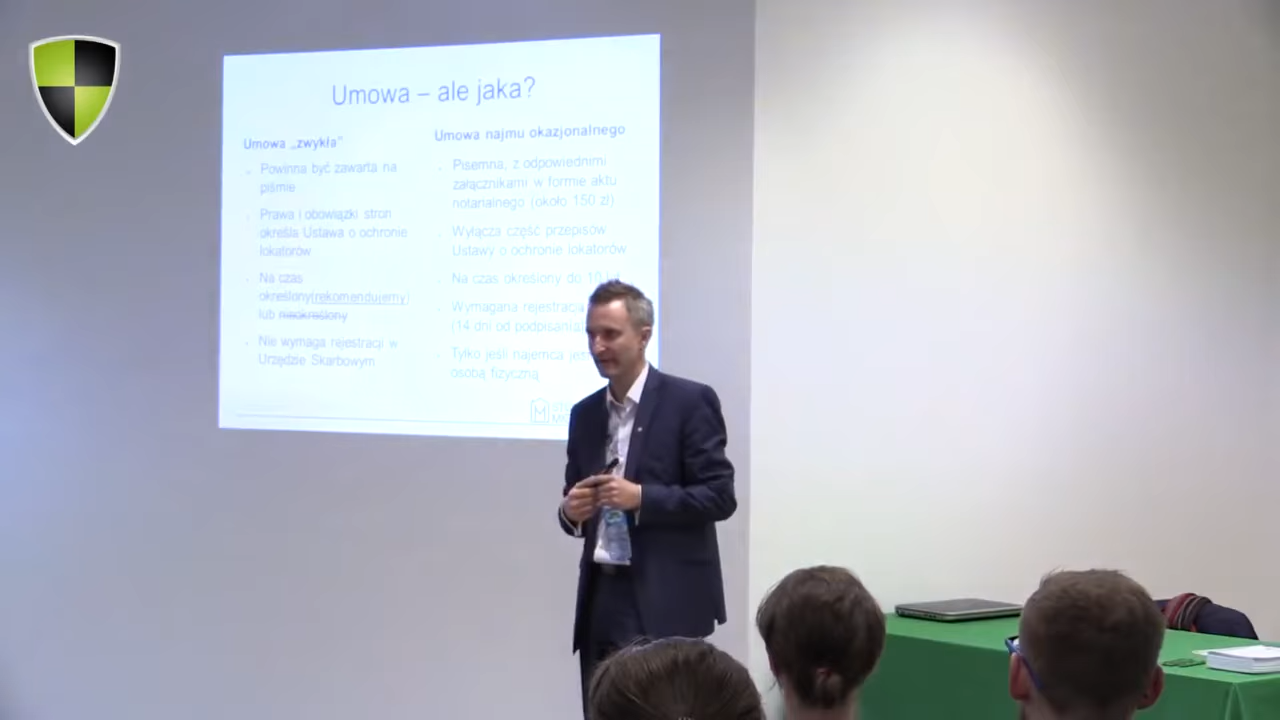 Umowa – ale jaka?
Umowa „zwykła”
Powinna być zawarta na
piśmie
Prawa i obowiązki stron
określa Ustawa o ochronie
lokatorów
Na czas
określony(rekomendujemy)
lub nieokreślony
Nie wymaga rejestracji w
Urzędzie Skarbowym
Umowa najmu okazjonalnego
Pisemna, z odpowiednimi
załącznikami w formie aktu
notarialnego (około 150 zł)
Wyłącza część przepisów
Ustawy o ochronie lokatorów
Na czas określony do 10 lat
Wymagana rejestracja
(14 dni od podpisania)
Tylko jeśli najemca jest
osobą fizyczną
M